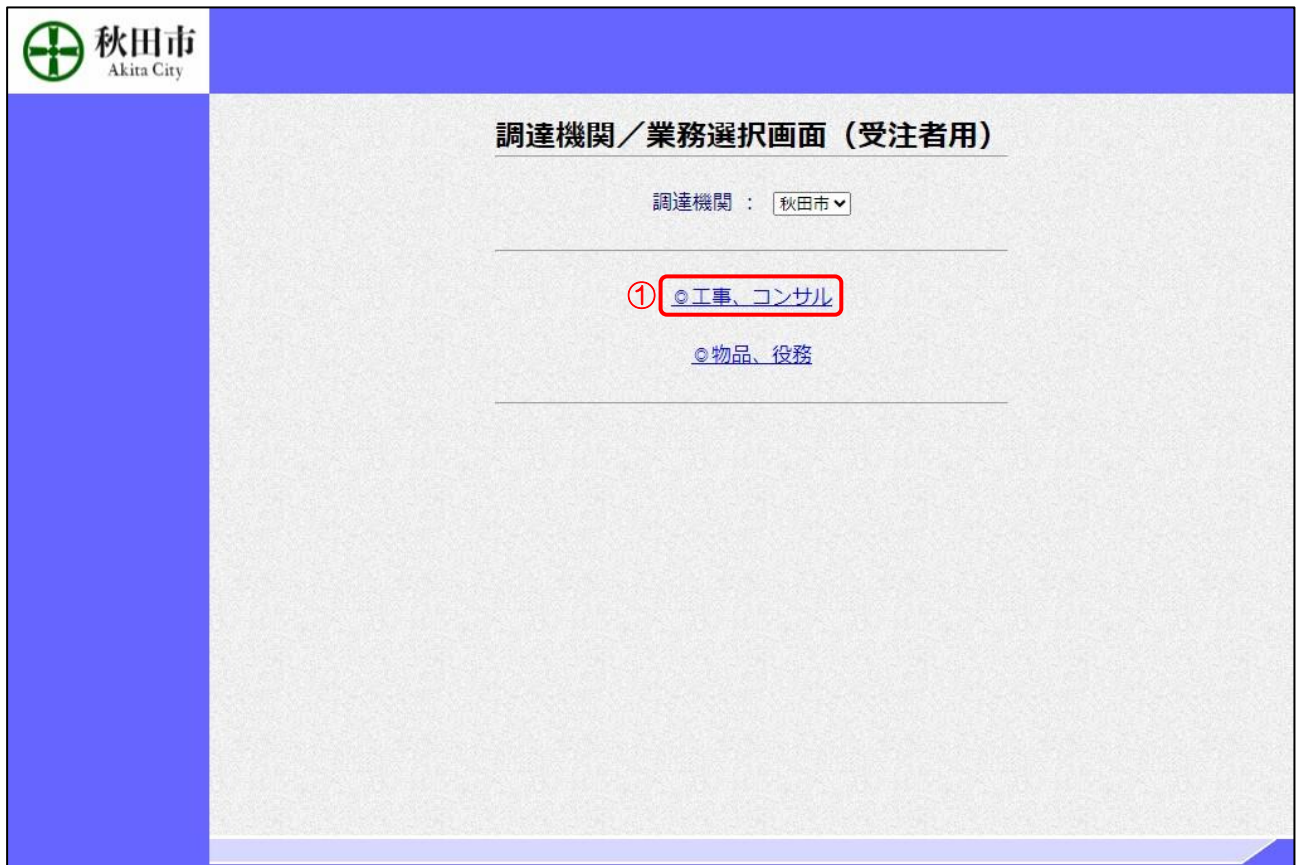 秋田市
Akita City
調達機関／業務選択画面（受注者用）
調達機関 ： 秋田市
① ◎工事、コンサル
◎物品、役務